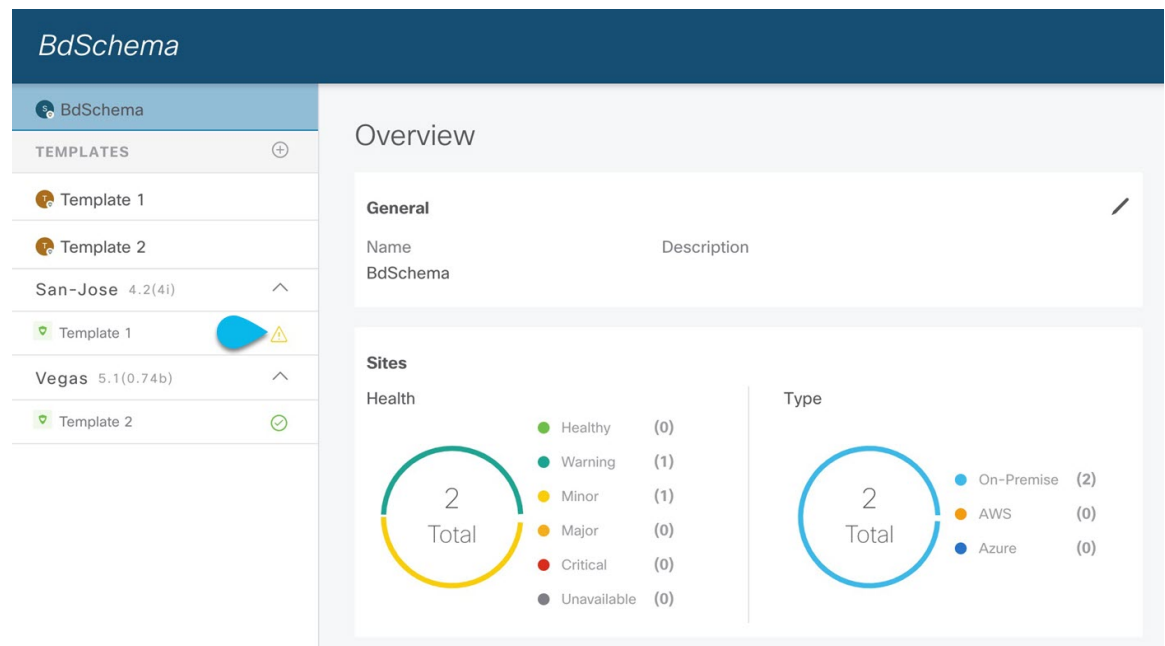 BdSchema
S BdSchema
TEMPLATES
T Template 1
T Template 2
San-Jose 4.2(4i)
Template 1
Vegas 5.1(0.74b)
Template 2
Overview
General
Name Description
BdSchema
Sites
Health
2
Total
Healthy (0)
Warning (1)
Minor (1)
Major (0)
Critical (0)
Unavailable (0)
Type
2
Total
On-Premise (2)
AWS (0)
Azure (0)